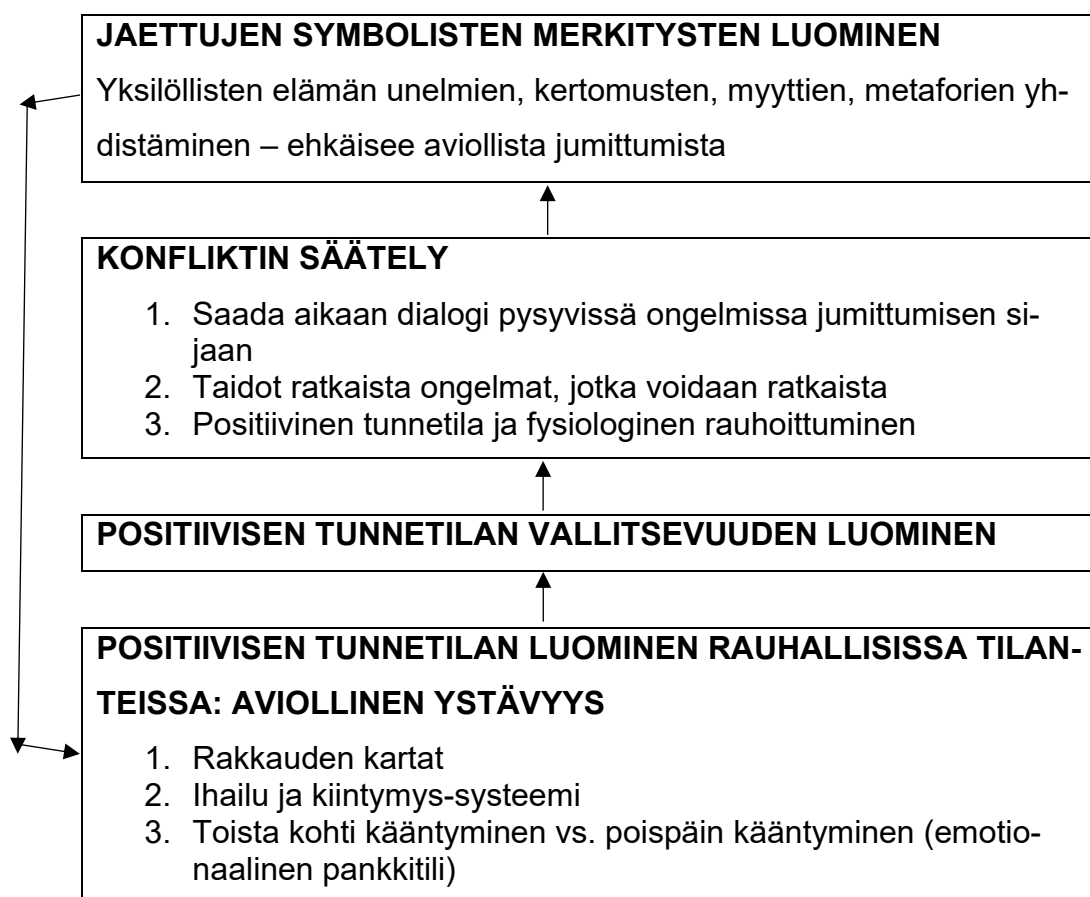 JAETTUJEN SYMBOLISTEN MERKITYSTEN LUOMINEN
Yksilöllisten elämän unelmien, kertomusten, myyttien, metaforien yh-
distäminen – ehkäisee aviollista jumittumista
KONFLIKTIN SÄÄTELY
1. Saada aikaan dialogi pysyvissä ongelmissa jumittumisen si-
jaan
2. Taidot ratkaista ongelmat, jotka voidaan ratkaista
3. Positiivinen tunnetila ja fysiologinen rauhoittuminen
POSITIIVISEN TUNNETILAN VALLITSEVUUDEN LUOMINEN
POSITIIVISEN TUNNETILAN LUOMINEN RAUHALLISISSA TILAN-
TEISSA: AVIOLLINEN YSTÄVYYS
1. Rakkauden kartat
2. Ihailu ja kiintymys-systeemi
3. Toista kohti kääntyminen vs. poispäin kääntyminen (emotio-
naalinen pankkitili)